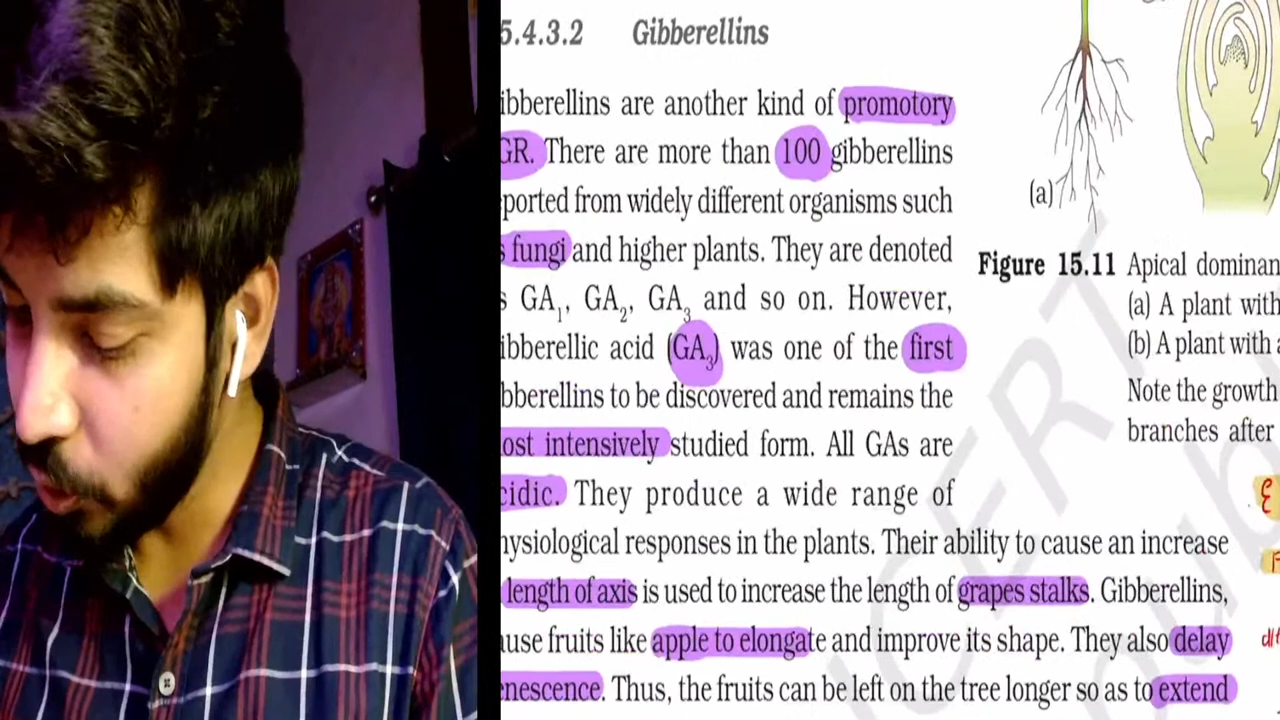 5.4.3.2 Gibberellins
ibberellins are another kind of promotory
GR. There are more than 100 gibberellins
ported from widely different organisms such
s fungi and higher plants. They are denoted
s GA1, GA2, GA3 and so on. However,
ibberellic acid (GA3) was one of the first
bberellins to be discovered and remains the
ost intensively studied form. All GAs are
cidic. They produce a wide range of
hysiological responses in the plants. Their ability to cause an increase
length of axis is used to increase the length of grapes stalks. Gibberellins,
use fruits like apple to elongate and improve its shape. They also delay
enescence. Thus, the fruits can be left on the tree longer so as to extend
(a)
Figure 15.11 Apical dominan
(a) A plant with
(b) A plant with a
Note the growth
branches after
NCERT